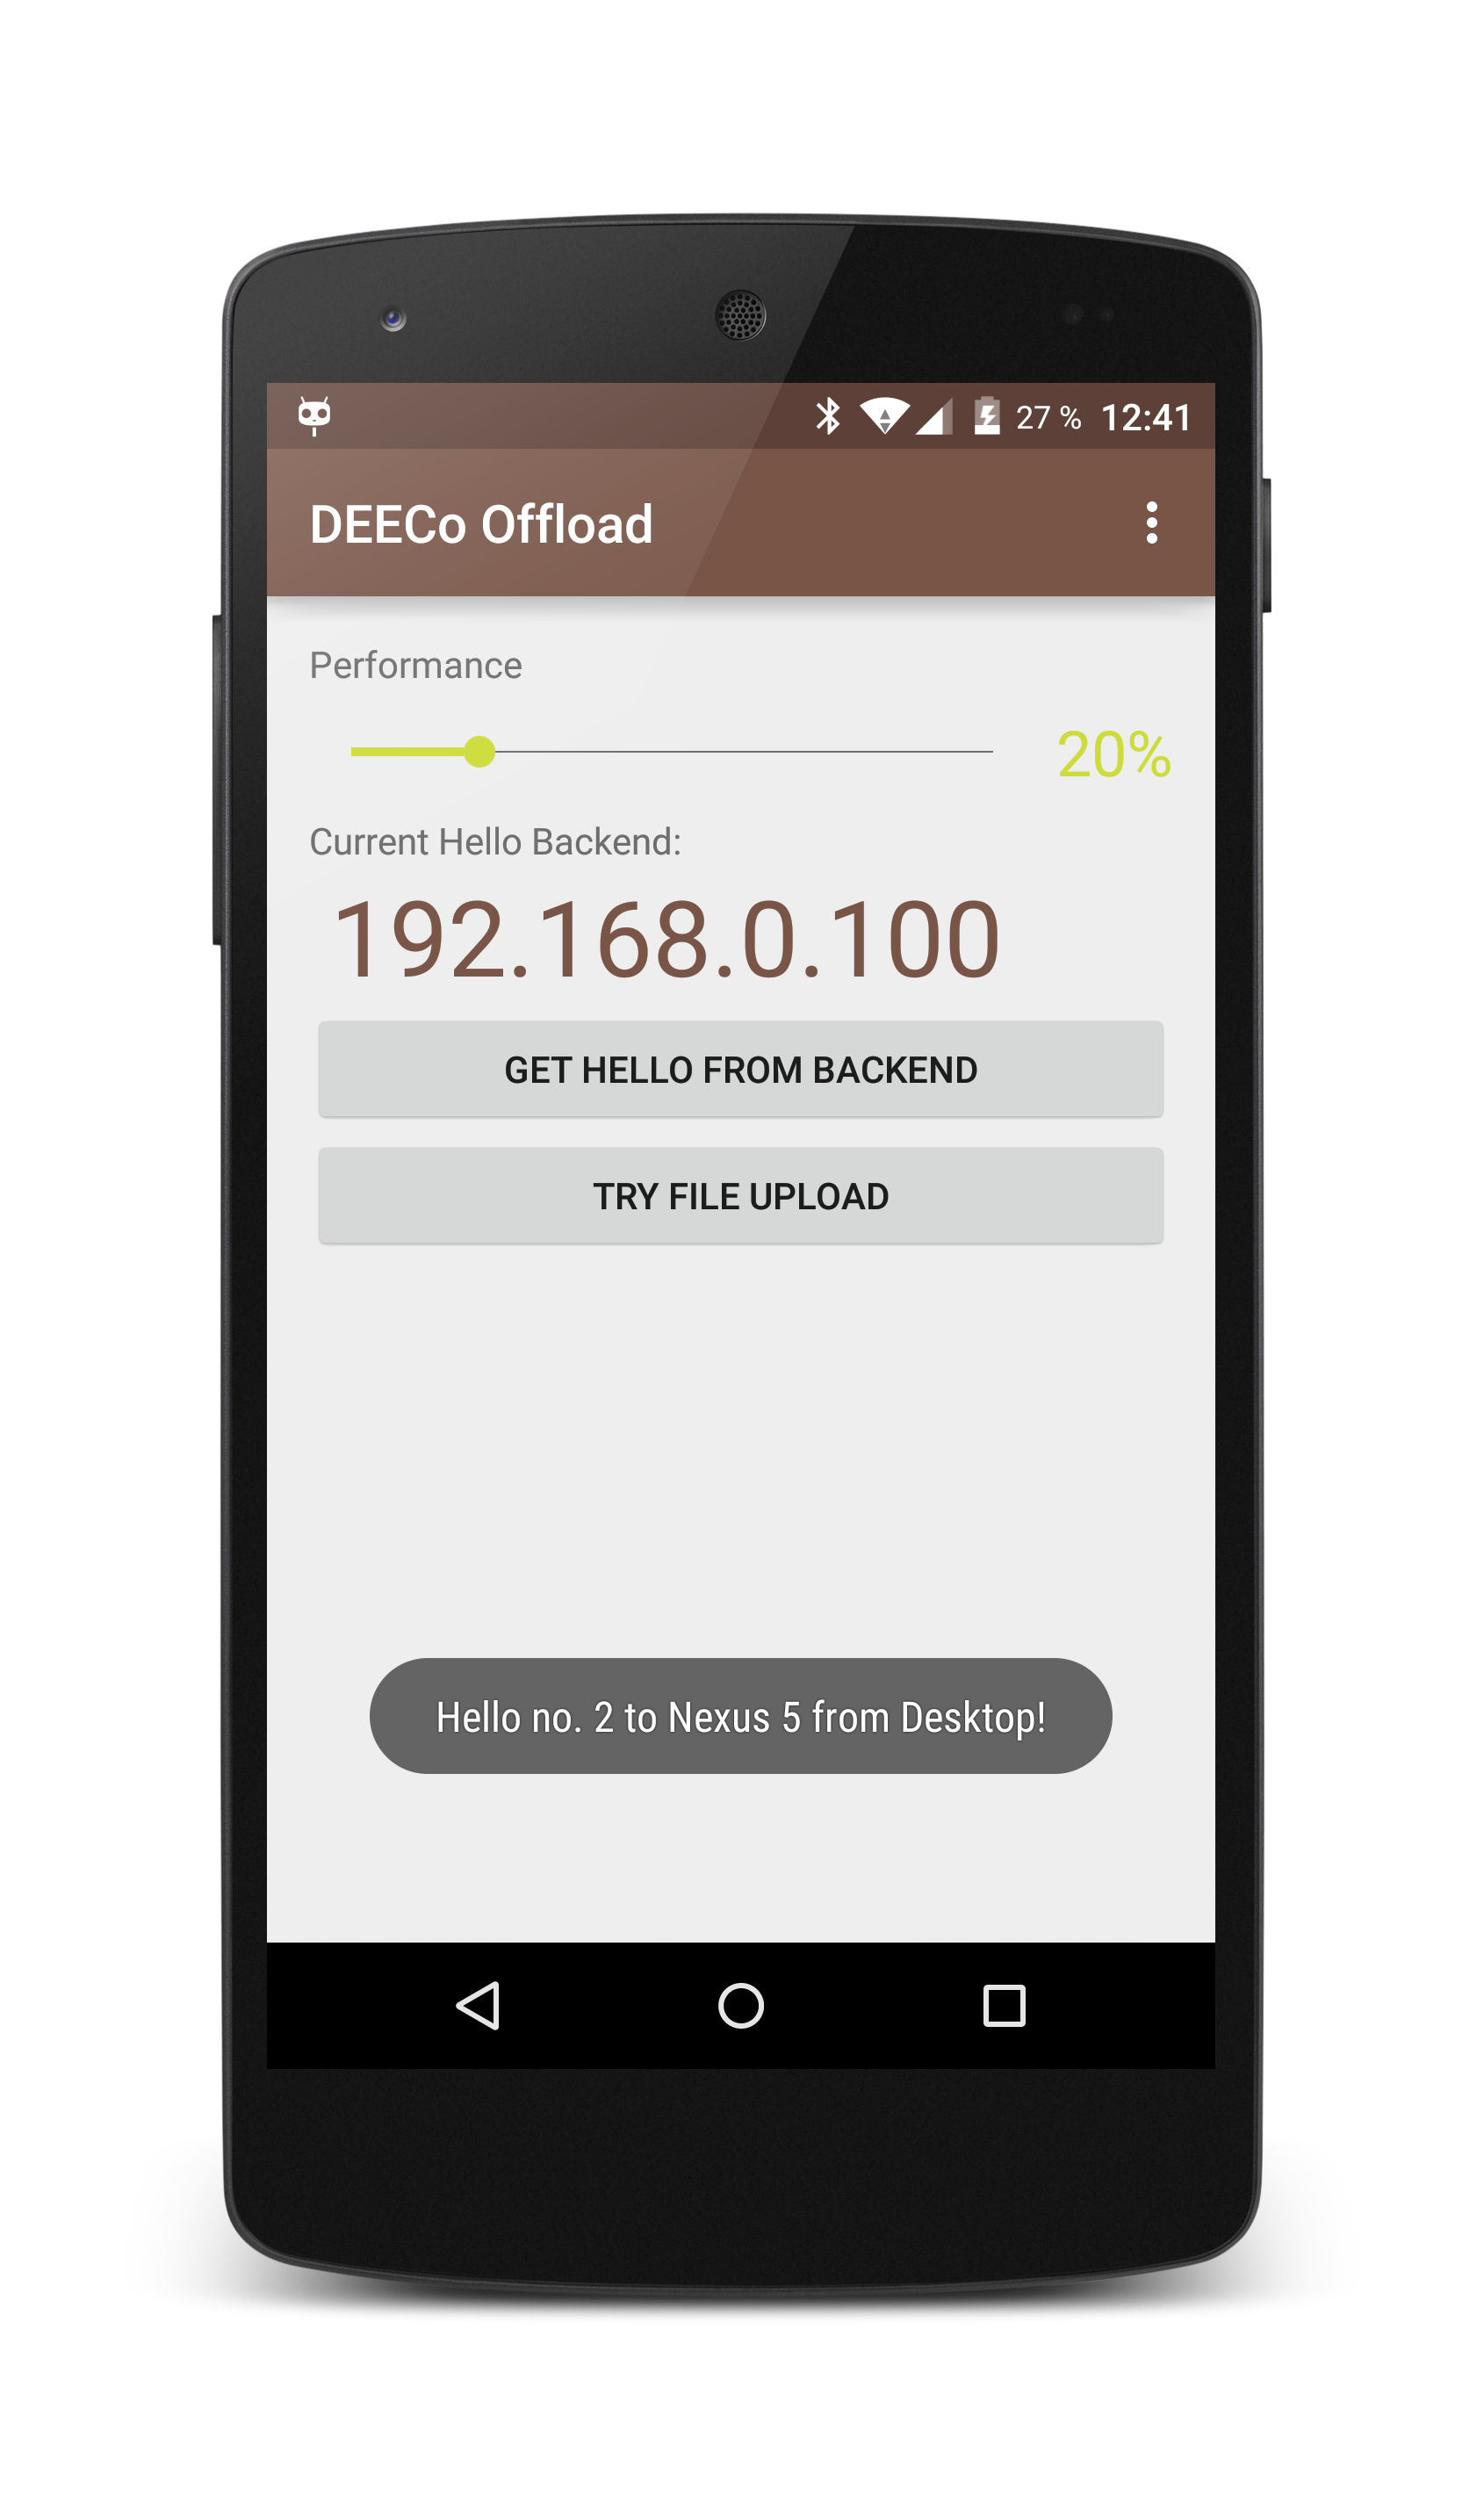 27 % 12:41
DEECo Offload
Performance
20%
Current Hello Backend:
192.168.0.100
GET HELLO FROM BACKEND
TRY FILE UPLOAD
Hello no. 2 to Nexus 5 from Desktop!